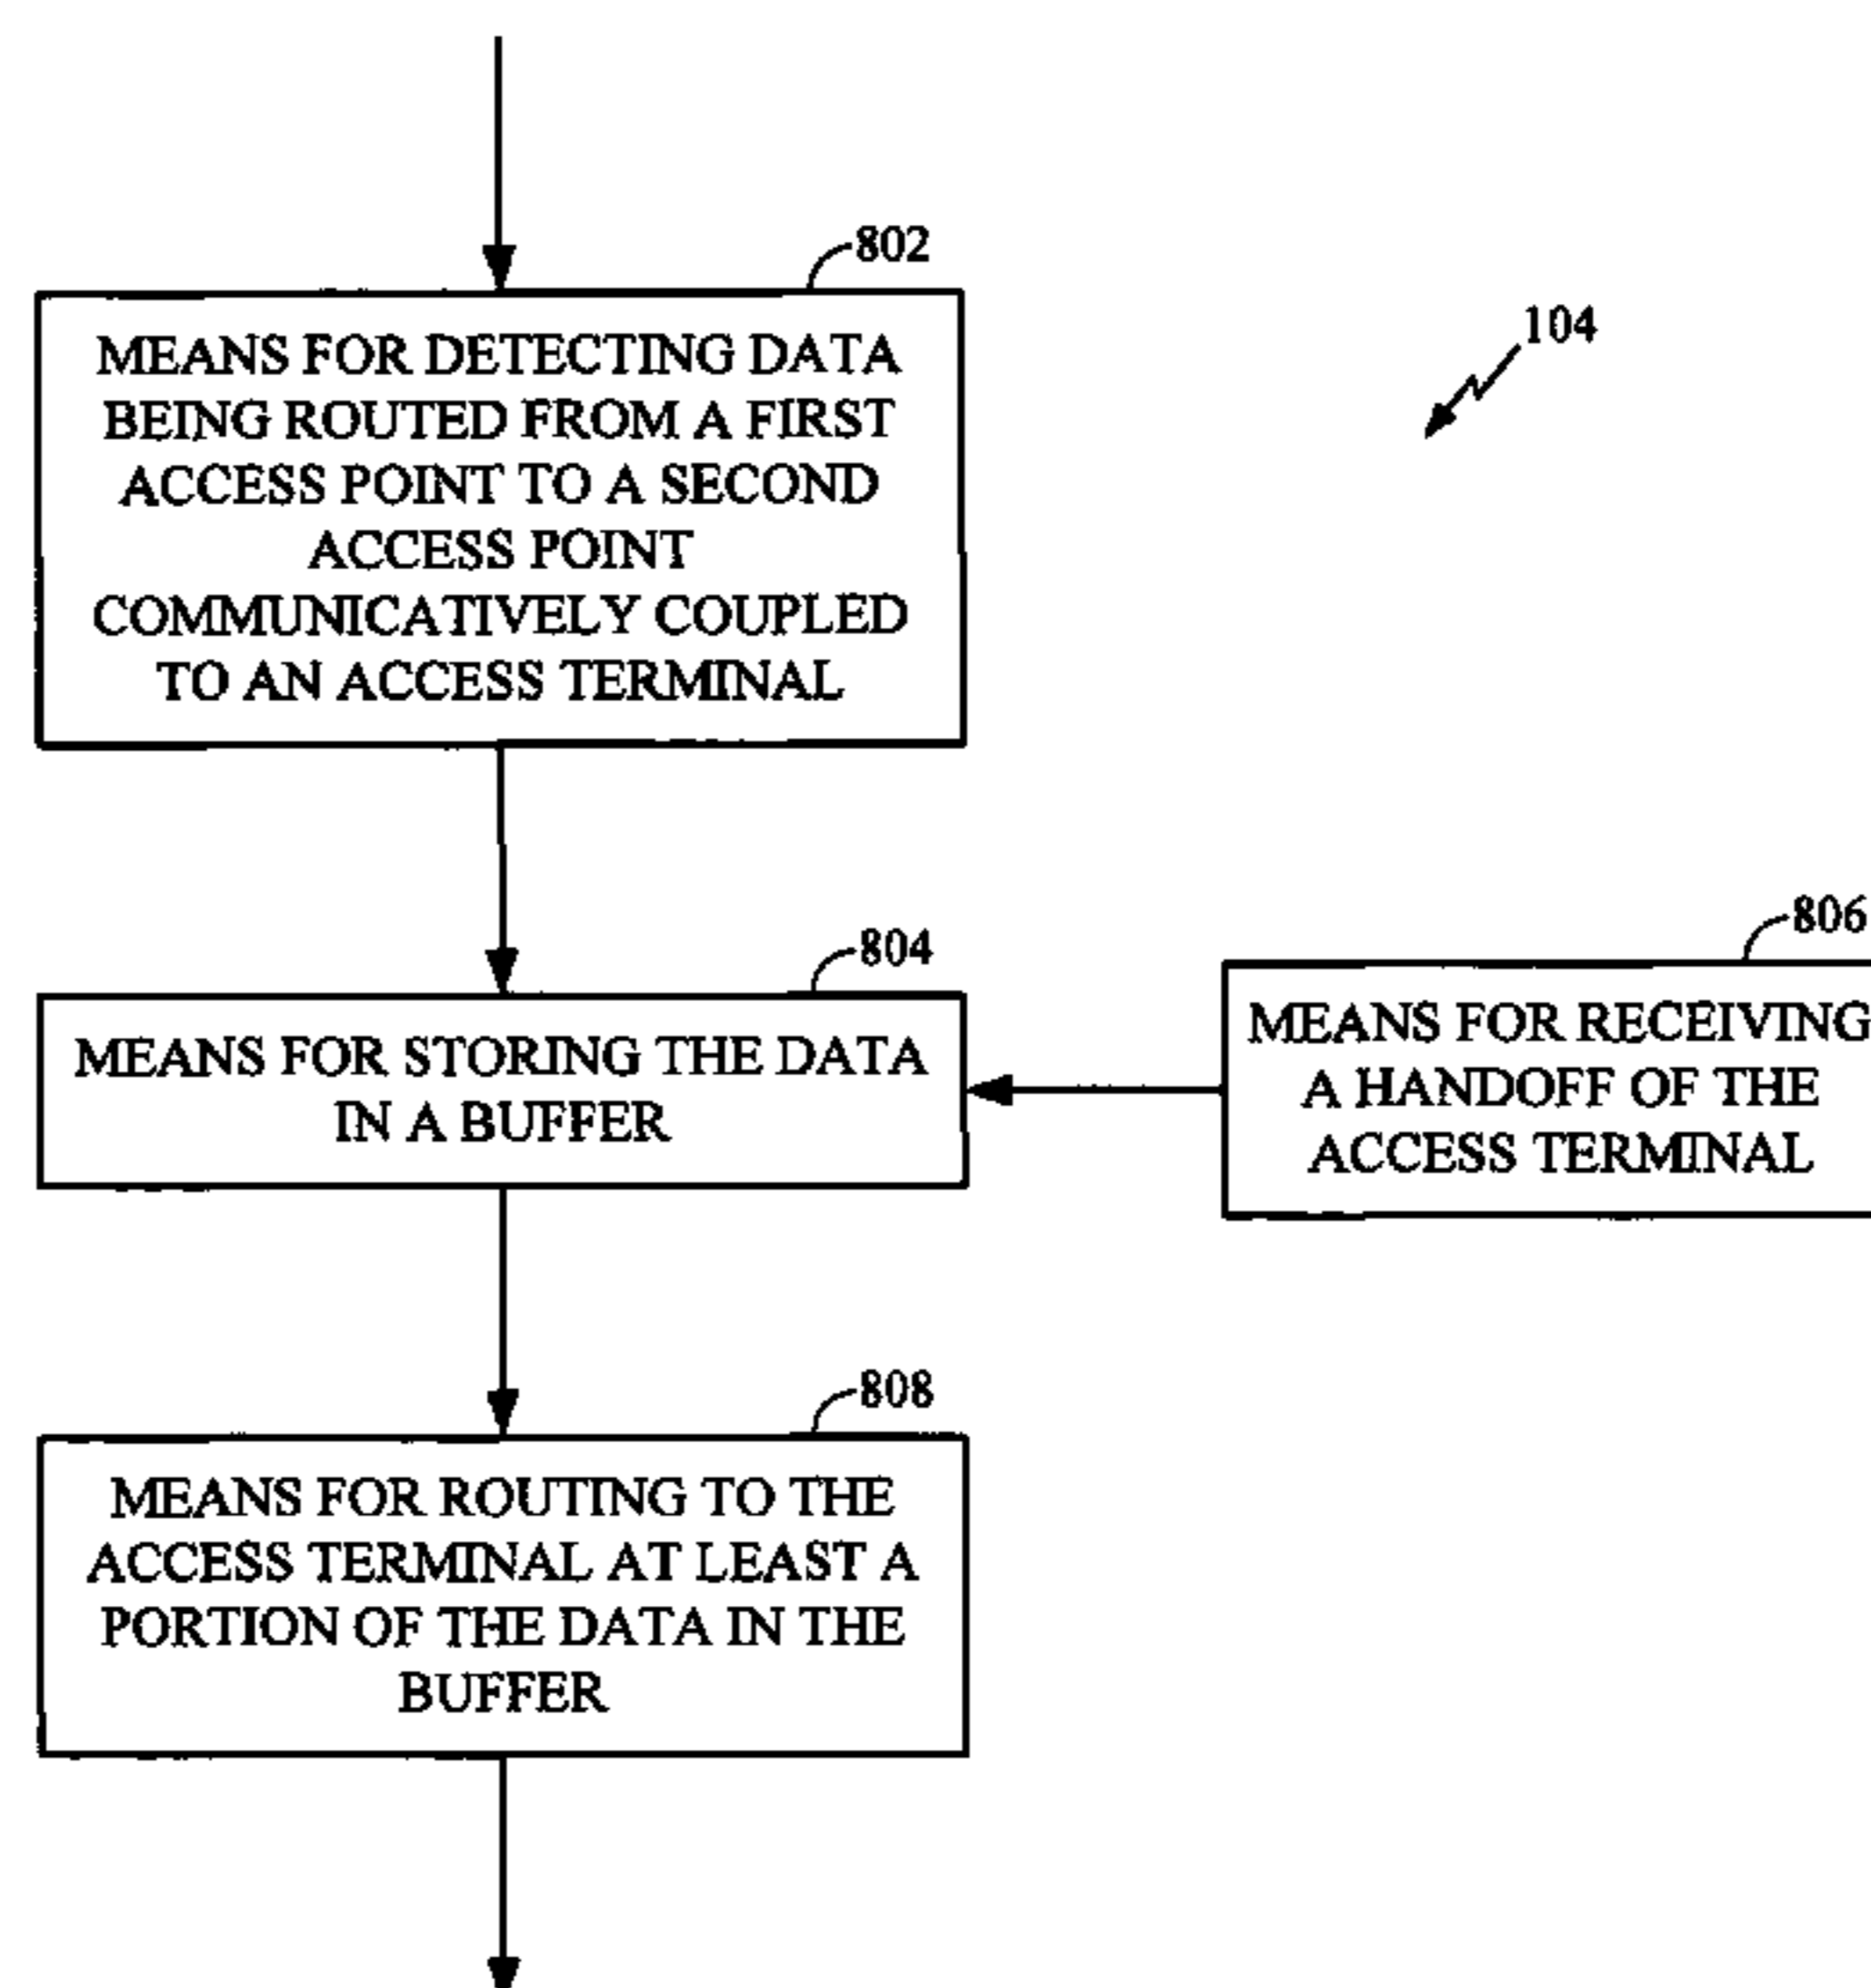 802
MEANS FOR DETECTING DATA
BEING ROUTED FROM A FIRST
ACCESS POINT TO A SECOND
ACCESS POINT
COMMUNICATIVELY COUPLED
TO AN ACCESS TERMINAL
104
804
MEANS FOR STORING THE DATA
IN A BUFFER
806
MEANS FOR RECEIVING
A HANDOFF OF THE
ACCESS TERMINAL
808
MEANS FOR ROUTING TO THE
ACCESS TERMINAL AT LEAST A
PORTION OF THE DATA IN THE
BUFFER